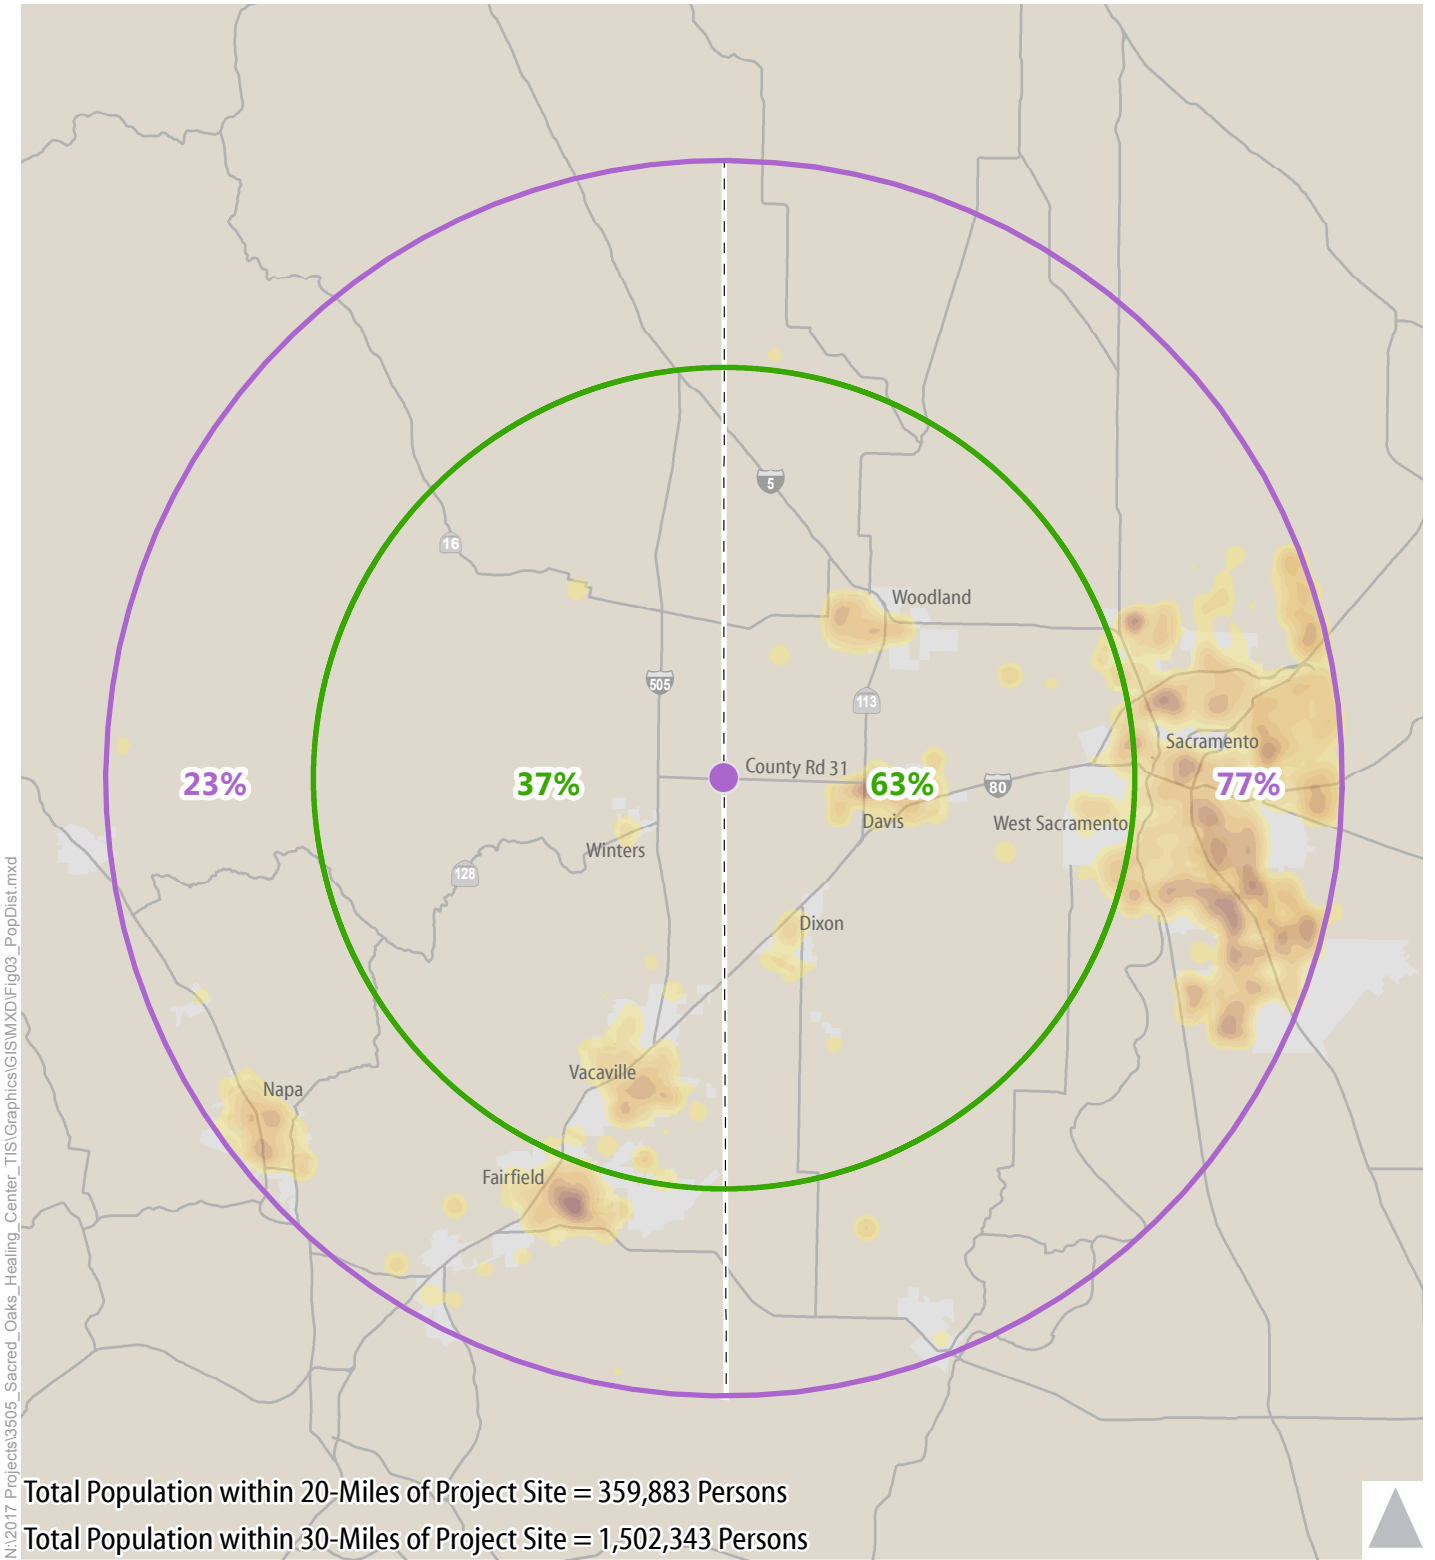 5
16
Woodland
505
113
Sacramento
County Rd 31
23%
37%
63%
80
77%
Davis
West Sacramento
Winters
128
Dixon
Vacaville
Napa
Fairfield
N:\2017 Projects\3505_Sacred_Oaks_Healing_Center_TIS\Graphics\GIS\MXD\Fig03_PopDist.mxd
Total Population within 20-Miles of Project Site = 359,883 Persons
Total Population within 30-Miles of Project Site = 1,502,343 Persons